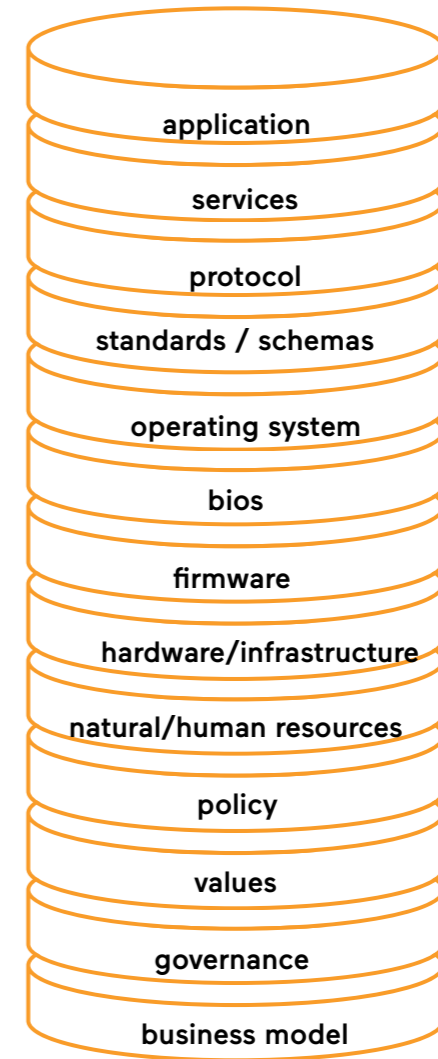 application
services
protocol
standards / schemas
operating system
bios
firmware
hardware/infrastructure
natural/human resources
policy
values
governance
business model